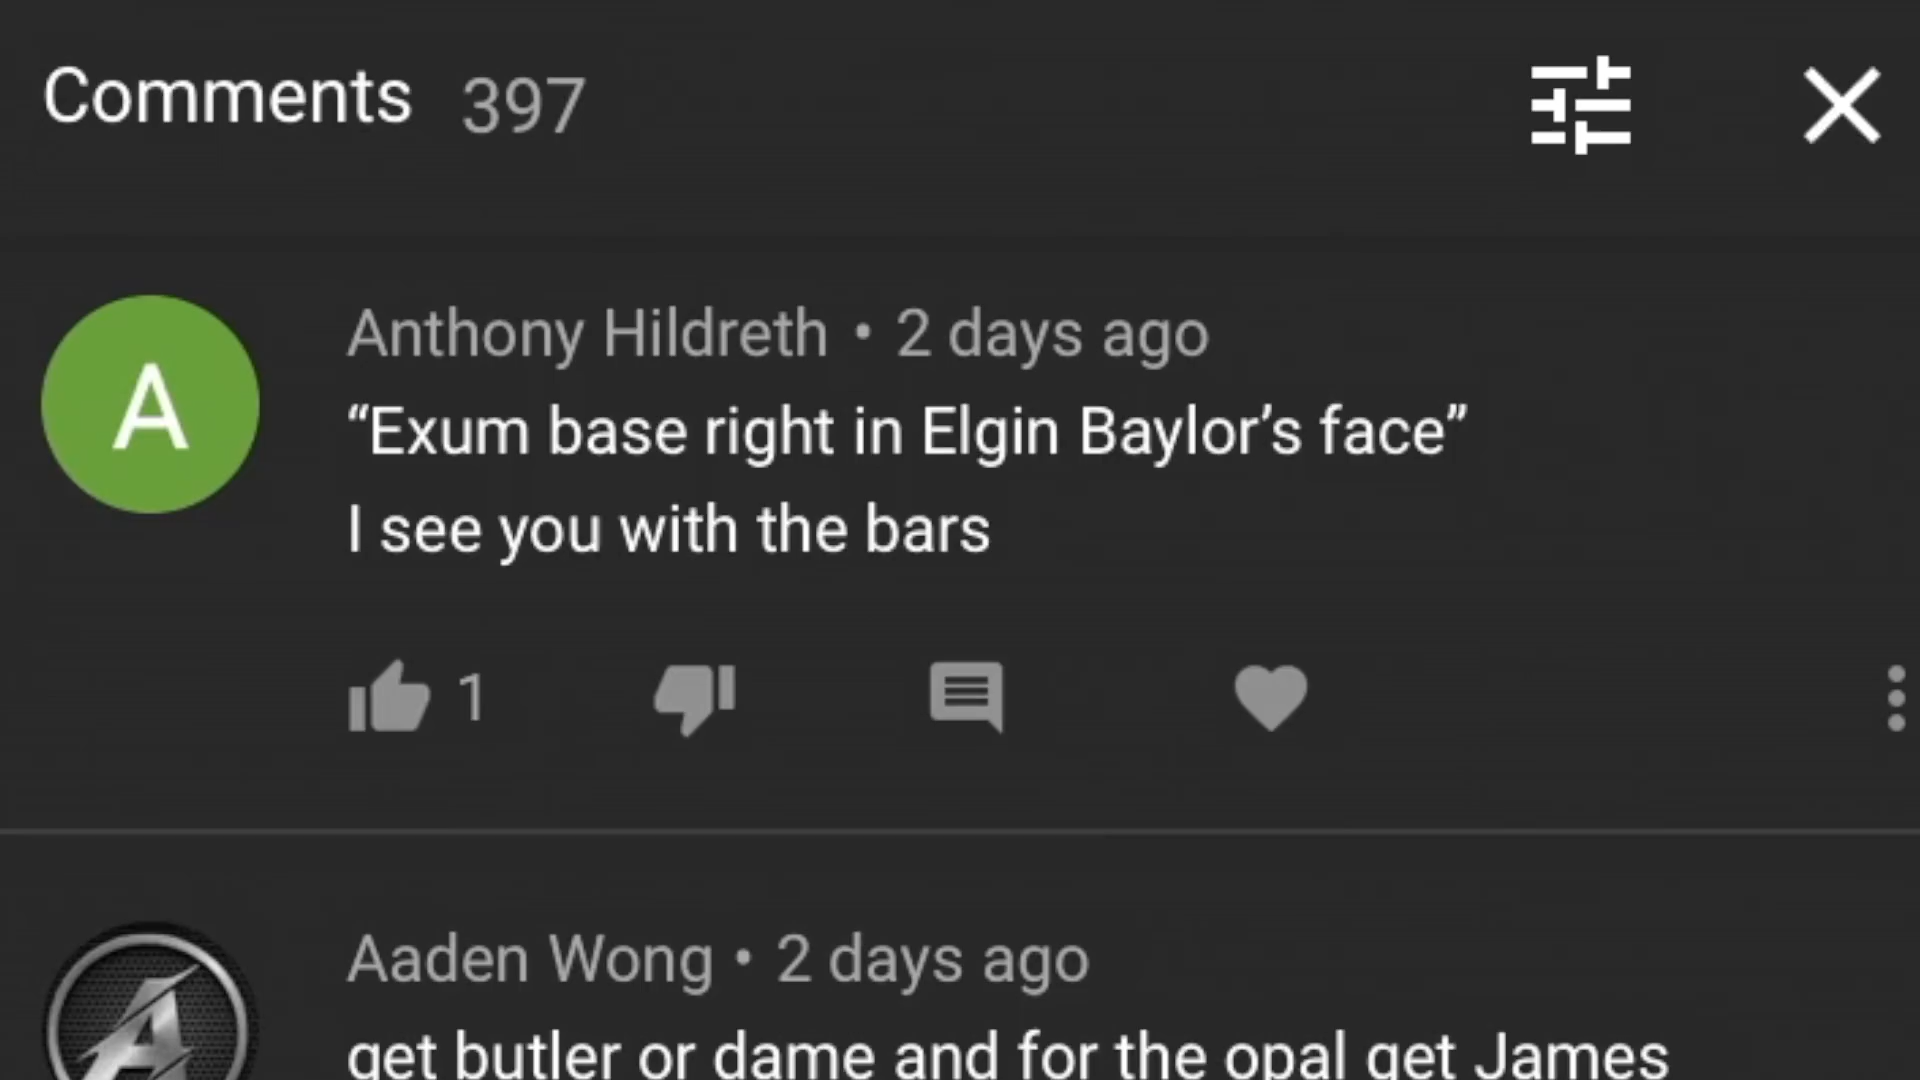 Comments 397
A
Anthony Hildreth • 2 days ago
“Exum base right in Elgin Baylor’s face”
I see you with the bars
1
A
Aaden Wong • 2 days ago
get butler or dame and for the opal get James